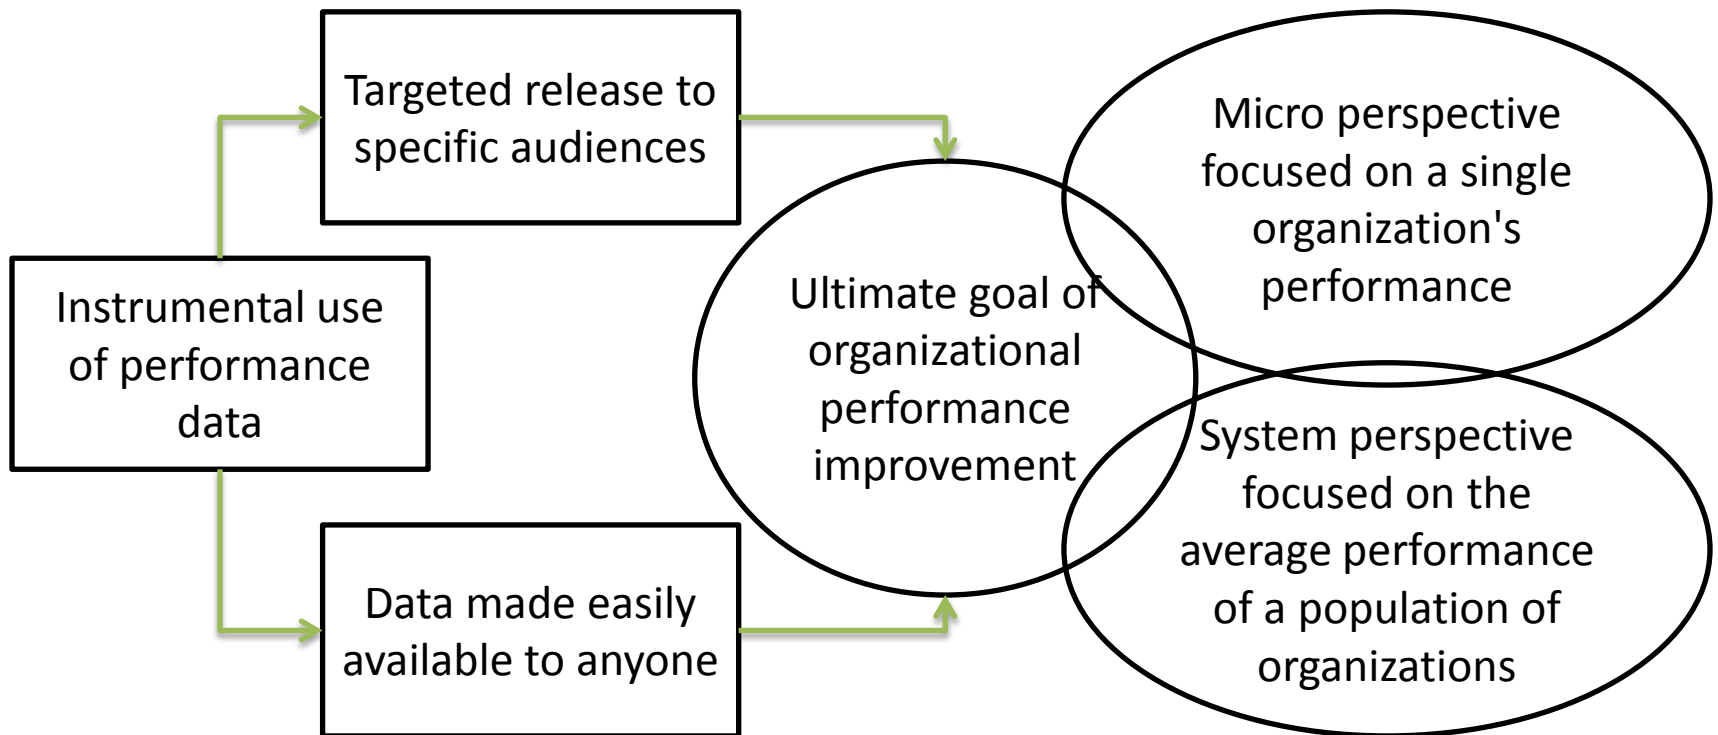 Targeted release to
specific audiences
Instrumental use
of performance
data
Data made easily
available to anyone
Ultimate goal of
organizational
performance
improvement
Micro perspective
focused on a single
organization's
performance
System perspective
focused on the
average performance
of a population of
organizations